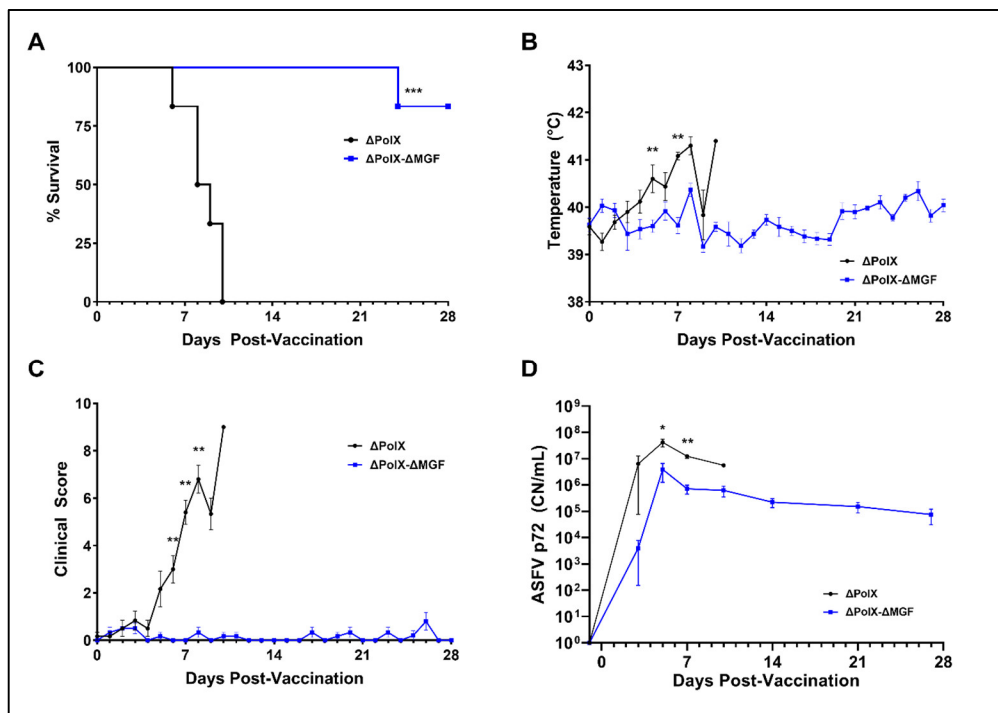 A
% Survival
100
75
50
25
0
***
ΔPolX
ΔPolX-ΔMGF
0 7 14 21 28
Days Post-Vaccination
B
Temperature (°C)
43
42
41
40
39
38
** **
ΔPolX
ΔPolX-ΔMGF
0 7 14 21 28
Days Post-Vaccination
C
Clinical Score
10
8
6
4
2
0
**
**
**
ΔPolX
ΔPolX-ΔMGF
0 7 14 21 28
Days Post-Vaccination
D
ASFV p72 (CN/mL)
10⁹
10⁸
10⁷
10⁶
10⁵
10⁴
10³
10²
10¹
10⁰
*
**
ΔPolX
ΔPolX-ΔMGF
0 7 14 21 28
Days Post-Vaccination